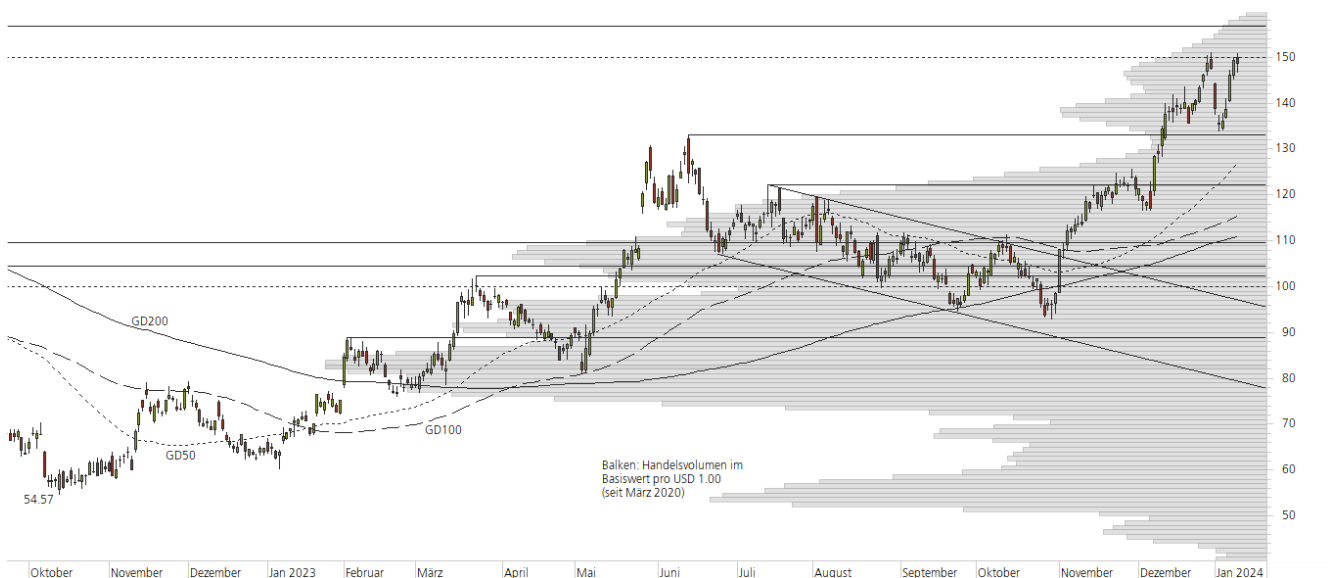 150
140
130
120
110
100
90
80
70
60
50
GD200
GD50
GD100
54.57
Balken: Handelsvolumen im
Basiswert pro USD 1.00
(seit März 2020)
Oktober
November
Dezember
Jan 2023
Februar
März
April
Mai
Juni
Juli
August
September
Oktober
November
Dezember
Jan 2024